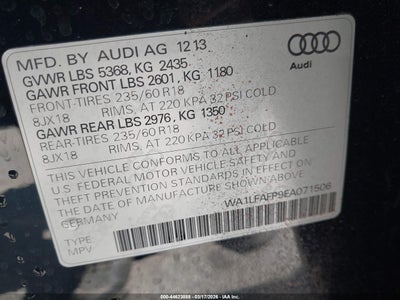 MFD. BY AUDI AG 12 13
GVWR LBS 5368, KG 2435
GAWR FRONT LBS 2601, KG 1180
FRONT-TIRES 235/60 R18
8JX18 RIMS, AT 220 KPA 32 PSI COLD
GAWR REAR LBS 2976, KG 1350
REAR-TIRES 235/60 R18
8JX18 RIMS, AT 220 KPA 32 PSI COLD
THIS VEHICLE CONFORMS TO ALL APPLICABLE
U.S. FEDERAL MOTOR VEHICLE SAFETY AND
THEFT PREVENTION STANDARDS IN EFFECT ON
THE DATE OF MANUFACTURE SHOWN ABOVE.
GERMANY
WA1LFAFP9EA071506
TYPE:
MPV
Audi
000-44623988 - 03/17/2026 - IAALIVE.COM